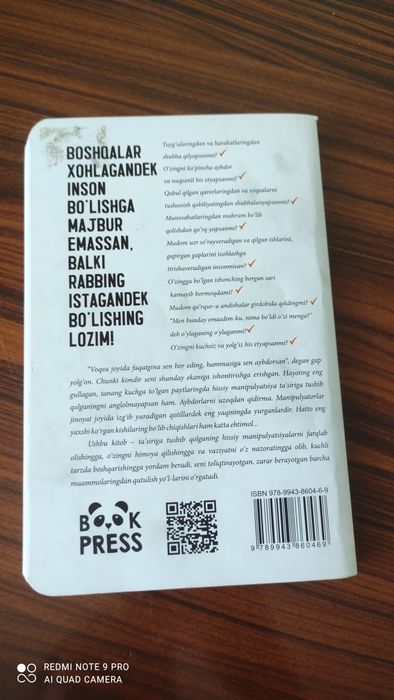 BOSHQALAR
XOHLAGANDEK
INSON
BO'LISHGA
MAJBUR
EMASSAN,
BALKI
RABBING
ISTAGANDEK
BO'LISHING
LOZIM!
Tuyg'ularingdan va harakatlaringdan
shubha qilyapsanmi?
O'zingni ko'pincha aybdor
va nuqsonli his etyapsanmi?
Qabul qilgan qarorlaringdan va voqealarni
tushunish qobiliyatingdan shubhalanyapsanmi?
Munosabatlaringdan mahrum bo'lib
qolishdan qo'rq-yapsanmi?
Mudom uzr so'rayveradigan va qilgan ishlarini,
gapirgan gaplarini izohlashga
tirishaveradigan insonmisan?
O'zingga bo'lgan ishonching borgan sari
kamayib bormoqdami?
Mudom qo'rquv-u andishalar girdobida qoldingmi?
"Men bunday emasdim-ku, nima bo'ldi o'zi menga?"
deb o'ylaganing o'ylaganmi?
O'zingni kuchsiz va yolg'iz his etyapsanmi?
"Voqea joyida faqatgina sen bor eding, hammasiga sen aybdorsan", degan gap
yolg'on. Chunki kimdir seni shunday ekaniga ishontirishga erishgan. Hayoting eng
gullagan, tanang kuchga to'lgan paytlaringda hissiy manipulyatsiya ta'siriga tushib
qolganingni anglolmayapsan ham. Aybdorlarni uzoqdan qidirma. Manipulyatorlar
jinoyat joyida izg'ib yuradigan qotillardek eng yaqiningda yurganlardir. Hatto eng
yaxshi ko'rgan kishilaring bo'lib chiqishlari ham katta ehtimol...
Ushbu kitob – ta'siriga tushib qolganing hissiy manipulyatsiyalarni farqlab
olishingga, o'zingni himoya qilishingga va vaziyatni o'z nazoratingga olib, kuchli
tarzda boshqarishingga yordam beradi, seni toliqtirayotgan, zarar berayotgan barcha
muammolaringdan qutulish yo'l-larini o'rgatadi.
BOOK
PRESS
ISBN 978-9943-8604-6-9
9 789943 860469
REDMI NOTE 9 PRO
AI QUAD CAMERA